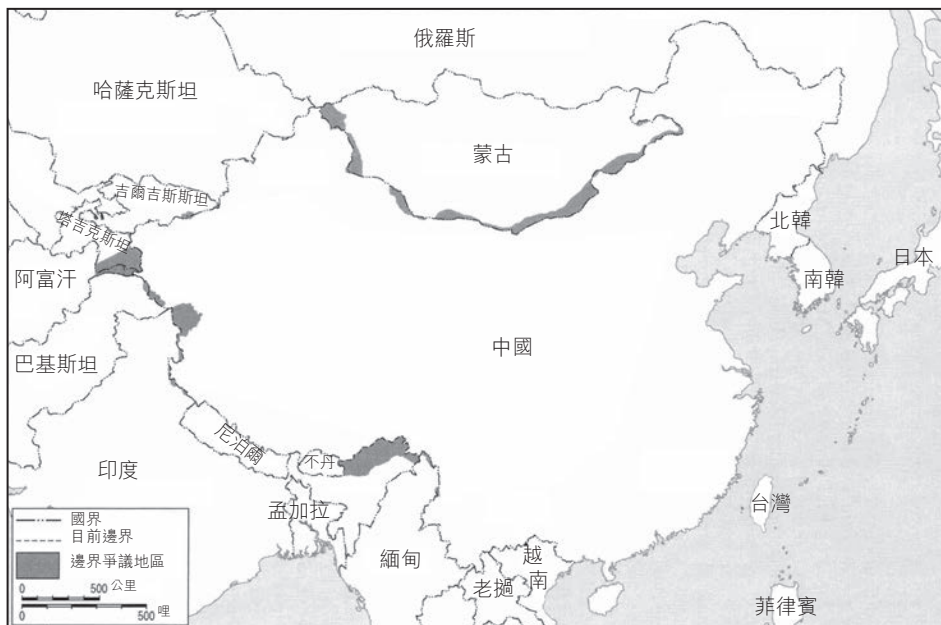 俄羅斯
哈薩克斯坦
蒙古
吉爾吉斯斯坦
塔吉克斯坦
北韓
日本
阿富汗
南韓
中國
巴基斯坦
尼泊爾
不丹
印度
孟加拉
台灣
緬甸
越南
老撾
菲律賓
國界
目前邊界
邊界爭議地區
0 500 公里
0 500 哩